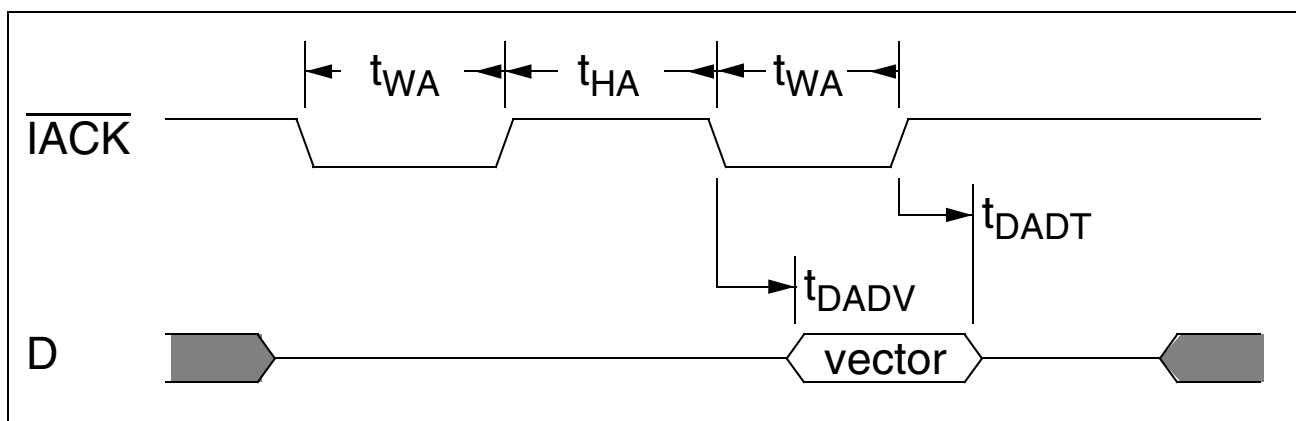 tWA tHA tWA
IACK
tDADT
tDADV
D vector